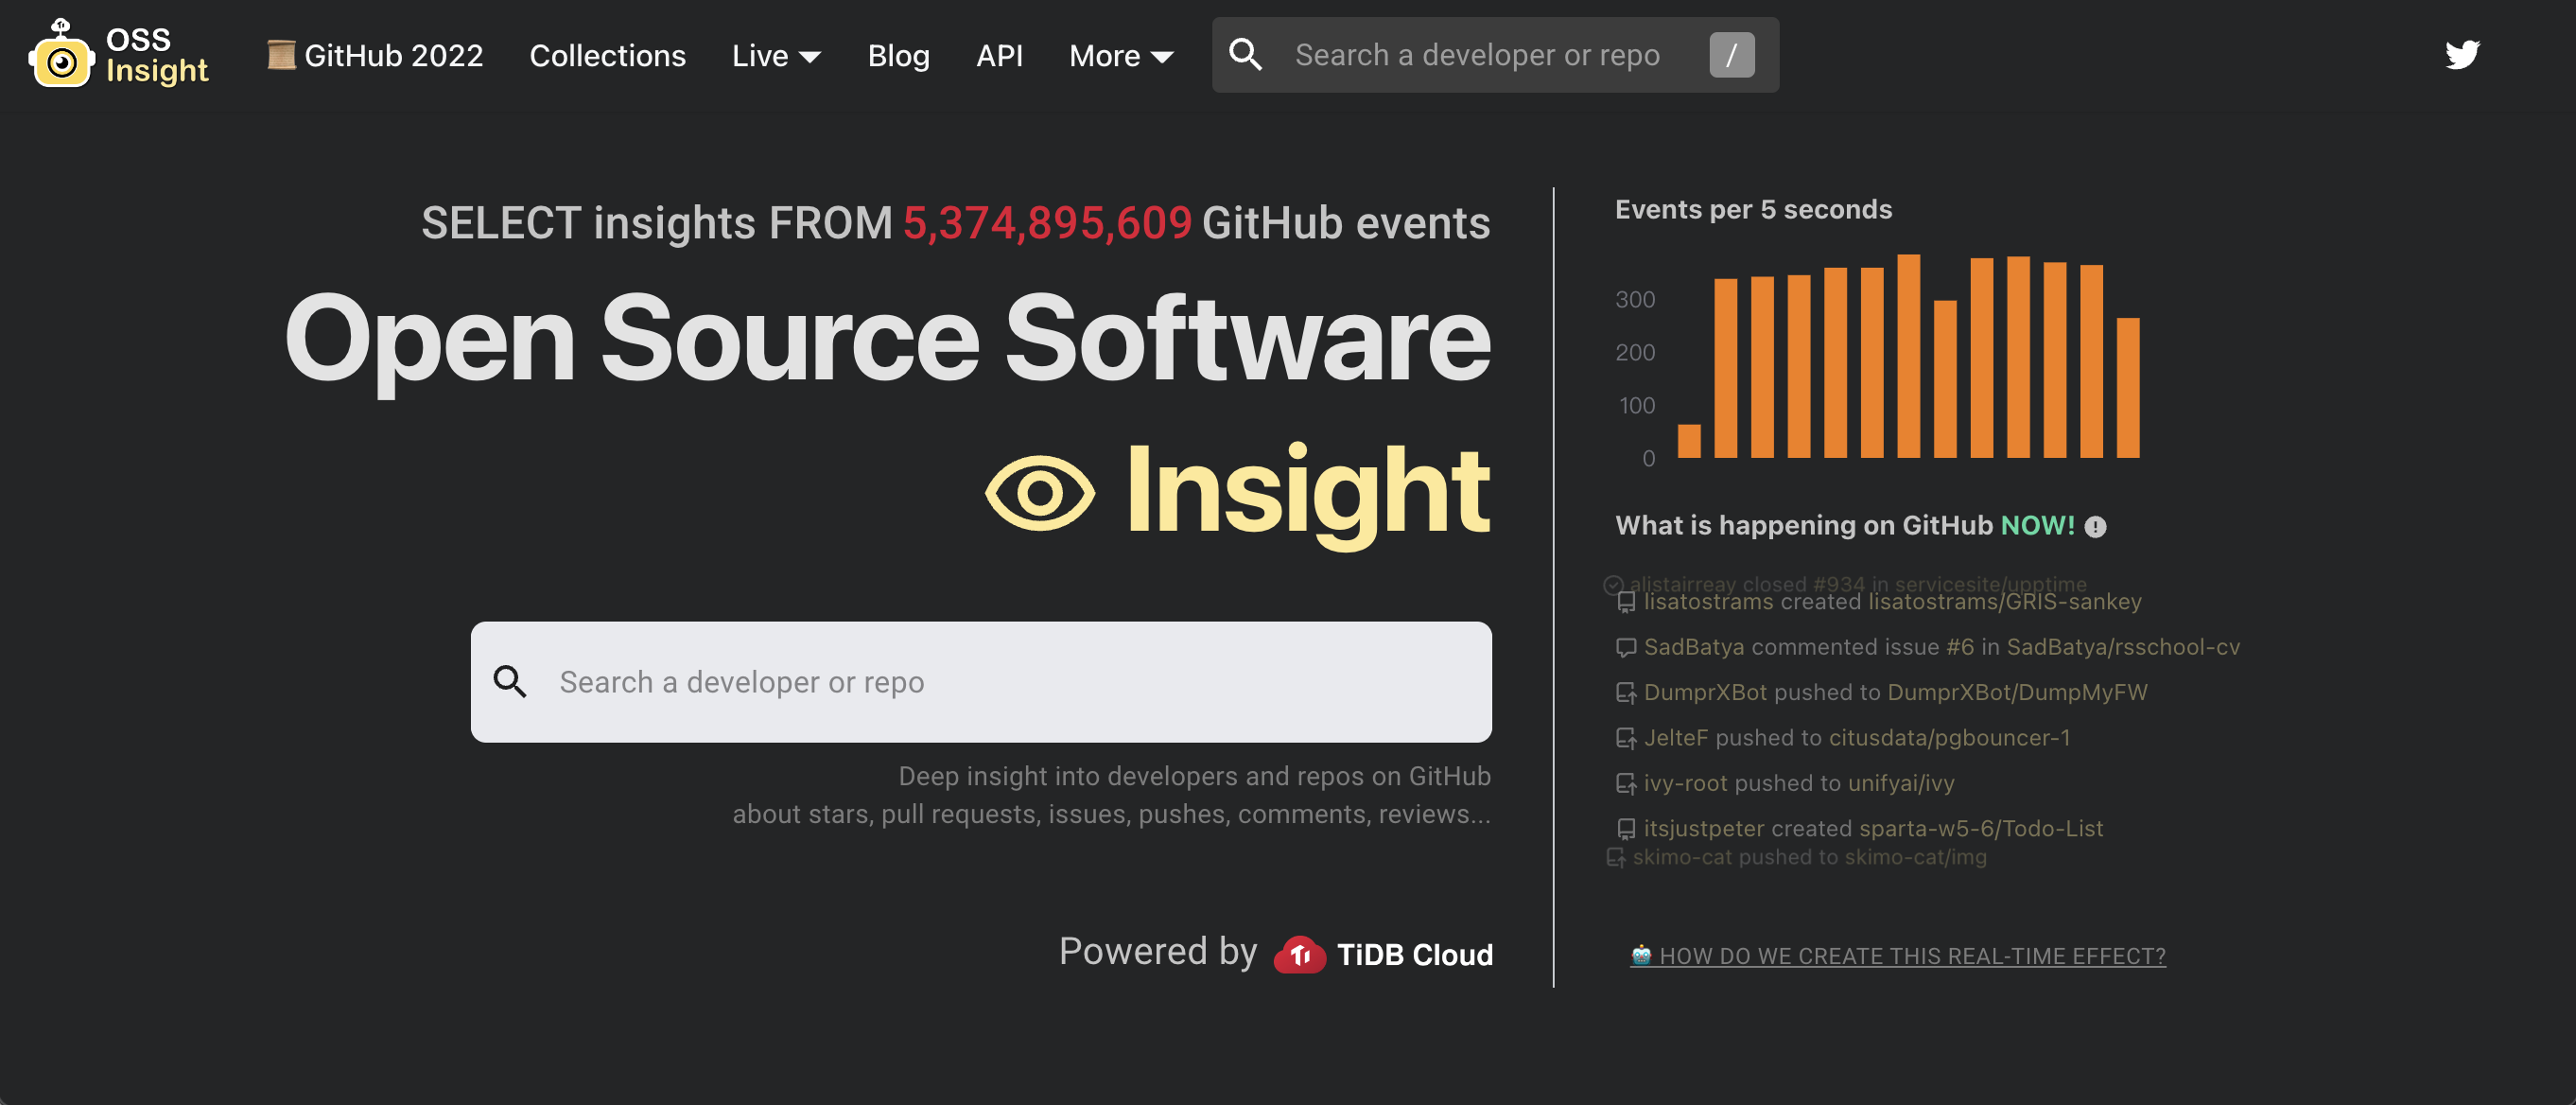 OSS
Insight
GitHub 2022
Collections
Live
Blog
API
More
Search a developer or repo
/
SELECT insights FROM 5,374,895,609 GitHub events
Open Source Software
Insight
Search a developer or repo
Deep insight into developers and repos on GitHub
about stars, pull requests, issues, pushes, comments, reviews...
Powered by TiDB Cloud
Events per 5 seconds
300
200
100
0
What is happening on GitHub NOW!
alistairreay closed #934 in servicesite/upptime
lisatostrams created lisatostrams/GRIS-sankey
SadBatya commented issue #6 in SadBatya/rsschool-cv
DumprXBot pushed to DumprXBot/DumpMyFW
JelteF pushed to citusdata/pgbouncer-1
ivy-root pushed to unifyai/ivy
itsjustpeter created sparta-w5-6/Todo-List
skimo-cat pushed to skimo-cat/img
HOW DO WE CREATE THIS REAL-TIME EFFECT?